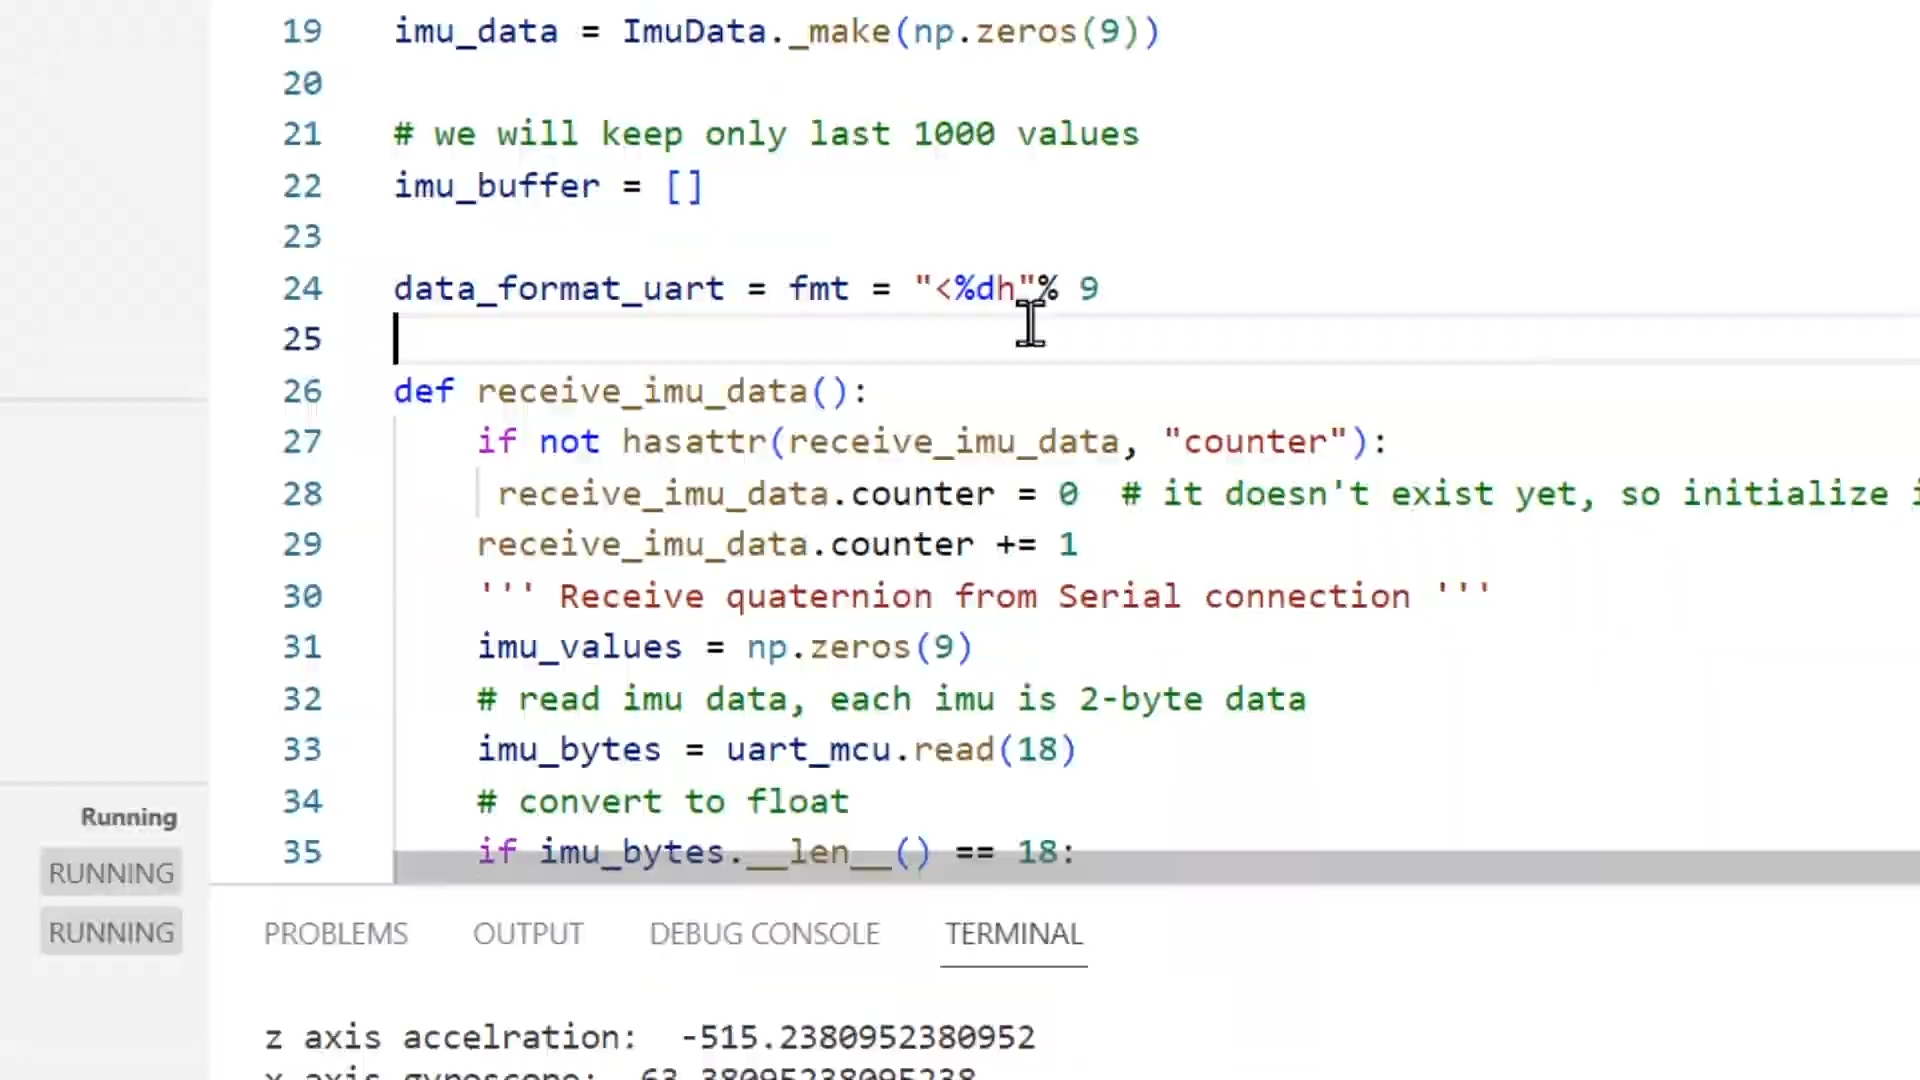 19 imu_data = ImuData._make(np.zeros(9))
20
21 # we will keep only last 1000 values
22 imu_buffer = []
23
24 data_format_uart = fmt = "<%dh"% 9
25
26 def receive_imu_data():
27 if not hasattr(receive_imu_data, "counter"):
28 receive_imu_data.counter = 0 # it doesn't exist yet, so initialize
29 receive_imu_data.counter += 1
30 ''' Receive quaternion from Serial connection '''
31 imu_values = np.zeros(9)
32 # read imu data, each imu is 2-byte data
33 imu_bytes = uart_mcu.read(18)
34 # convert to float
35 if imu_bytes.__len__() == 18:
Running
RUNNING
RUNNING
PROBLEMS OUTPUT DEBUG CONSOLE TERMINAL
z axis accelration: -515.2380952380952
x axis gyroscope: 63.38095238095238